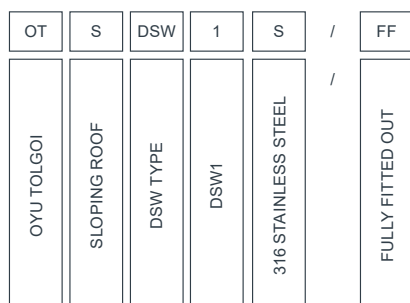 OT S DSW 1 S / FF
/
OYU TOLGOI
SLOPING ROOF
DSW TYPE
DSW1
316 STAINLESS STEEL
FULLY FITTED OUT